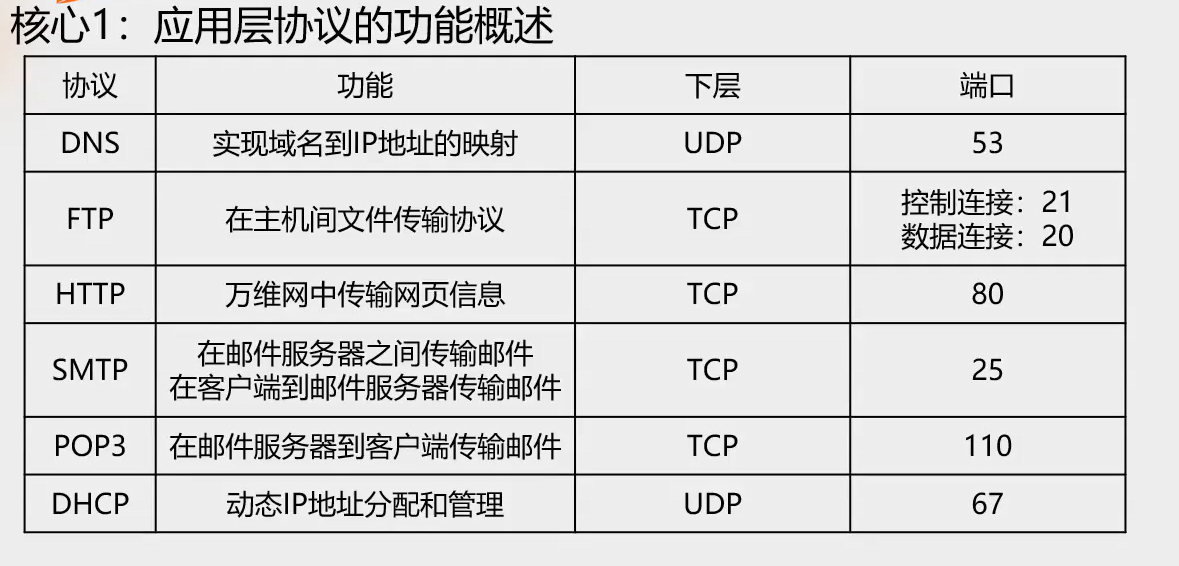 核心1：应用层协议的功能概述
协议 功能 下层 端口
DNS 实现域名到IP地址的映射 UDP 53
FTP 在主机间文件传输协议 TCP 控制连接：21
数据连接：20
HTTP 万维网中传输网页信息 TCP 80
SMTP 在邮件服务器之间传输邮件
在客户端到邮件服务器传输邮件 TCP 25
POP3 在邮件服务器到客户端传输邮件 TCP 110
DHCP 动态IP地址分配和管理 UDP 67